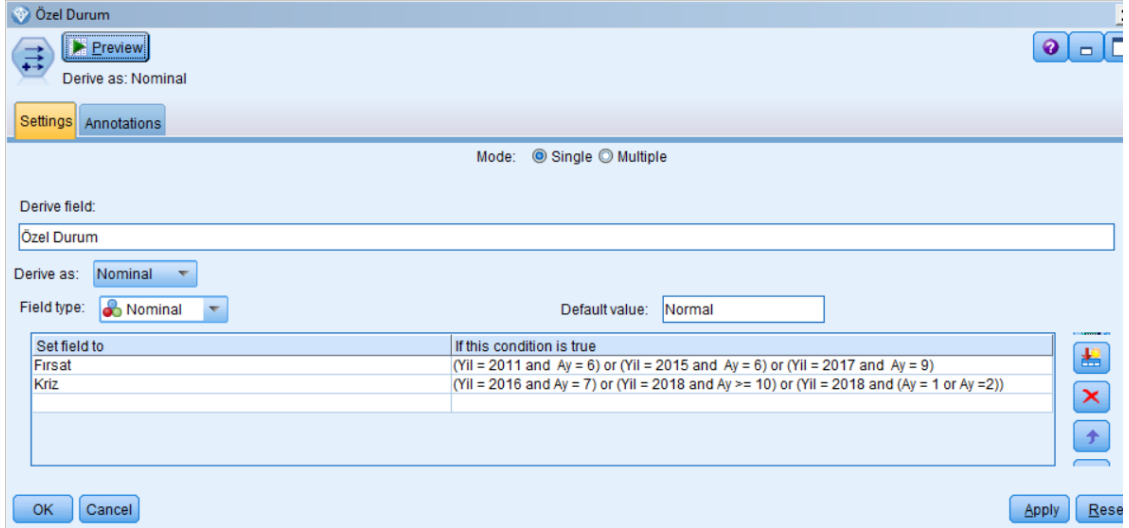 Özel Durum
Preview
Derive as: Nominal
Settings Annotations
Mode: Single Multiple
Derive field:
Özel Durum
Derive as: Nominal
Field type: Nominal Default value: Normal
Set field to If this condition is true
Fırsat (Yil = 2011 and Ay = 6) or (Yil = 2015 and Ay = 6) or (Yil = 2017 and Ay = 9)
Kriz (Yil = 2016 and Ay = 7) or (Yil = 2018 and Ay >= 10) or (Yil = 2018 and (Ay = 1 or Ay =2))
OK Cancel Apply Rese